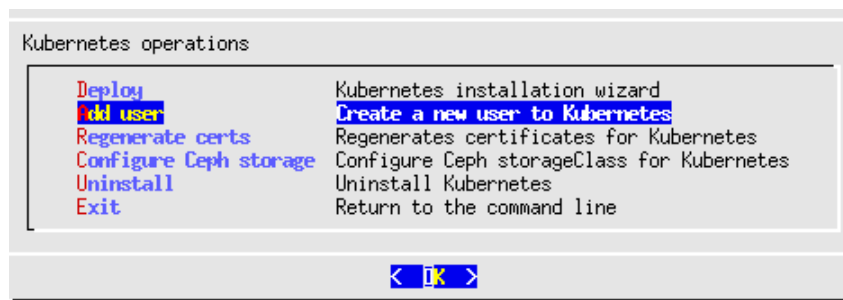 Kubernetes operations
Deploy Kubernetes installation wizard
Add user Create a new user to Kubernetes
Regenerate certs Regenerates certificates for Kubernetes
Configure Ceph storage Configure Ceph storageClass for Kubernetes
Uninstall Uninstall Kubernetes
Exit Return to the command line
< OK >